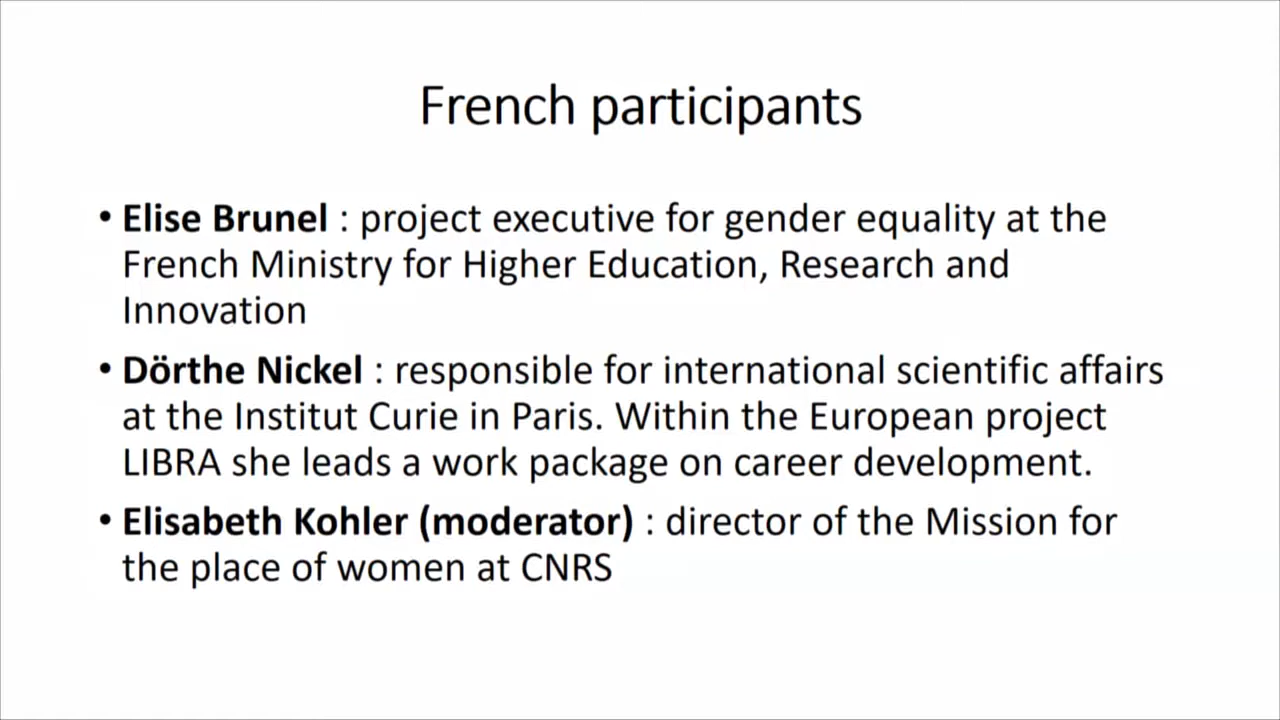 French participants
• Elise Brunel : project executive for gender equality at the
French Ministry for Higher Education, Research and
Innovation
• Dörthe Nickel : responsible for international scientific affairs
at the Institut Curie in Paris. Within the European project
LIBRA she leads a work package on career development.
• Elisabeth Kohler (moderator) : director of the Mission for
the place of women at CNRS